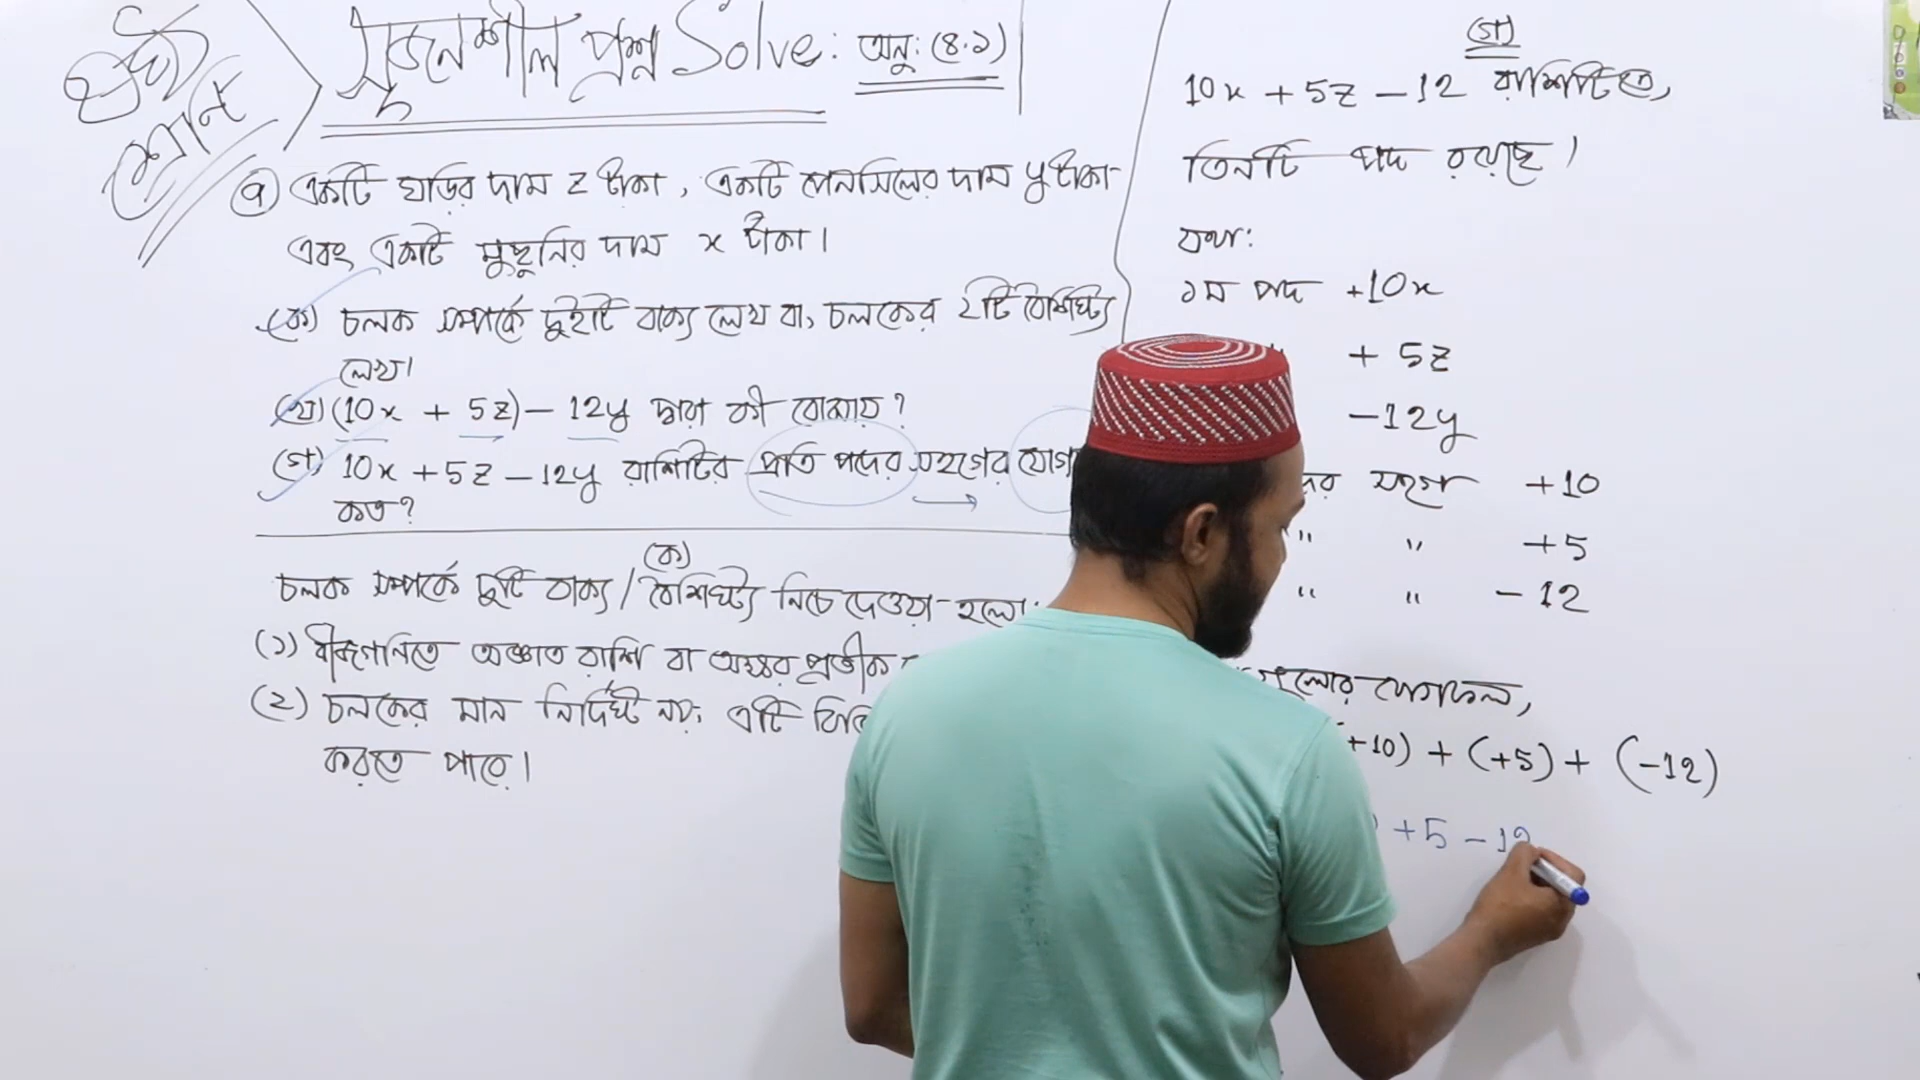 ষষ্ঠ
শ্রেণি
সৃজনশীল প্রশ্ন Solve: অনু: (৪.১)
৭ একটি ঘড়ির দাম z টাকা, একটি পেনসিলের দাম y টাকা
এবং একটি মুছুনির দাম x টাকা।
(ক) চলক সম্পর্কে দুইটি বাক্য লেখ বা, চলকের ২টি বৈশিষ্ট্য
লেখ।
(খ) (10x + 5z) - 12y দ্বারা কী বোঝায়?
(গ) 10x + 5z - 12y রাশিটির প্রতি পদের সহগের
কত?
(ক)
চলক সম্পর্কে দুটি বাক্য / বৈশিষ্ট্য নিচে দেওয়া হলো
(১) বীজগণিতে অজ্ঞাত রাশি বা অক্ষর প্রতীক
(২) চলকের মান নির্দিষ্ট নয়; এটি
করতে পারে।
(গ)
10x + 5z - 12 রাশিটিতে,
তিনটি পদ রয়েছে।
যথা:
১ম পদ +10x
+ 5z
-12y
সহগ +10
" " +5
" " - 12
গুলোর যোগফল,
+10) + (+5) + (-12)
+5 - 12